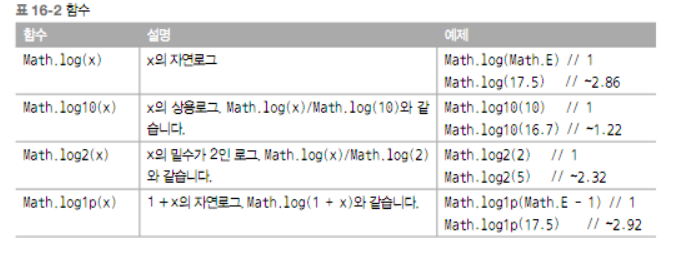 표 16-2 함수
함수 설명 예제
Math.log(x) x의 자연로그 Math.log(Math.E) // 1
Math.log(17.5) // ~2.86
Math.log10(x) x의 상용로그. Math.log(x)/Math.log(10)와 같 Math.log10(10) // 1
습니다. Math.log10(16.7) // ~1.22
Math.log2(x) x의 밑수가 2인 로그. Math.log(x)/Math.log(2) Math.log2(2) // 1
와 같습니다. Math.log2(5) // ~2.32
Math.log1p(x) 1 + x의 자연로그. Math.log(1 + x)와 같습니다. Math.log1p(Math.E - 1) // 1
Math.log1p(17.5) // ~2.92